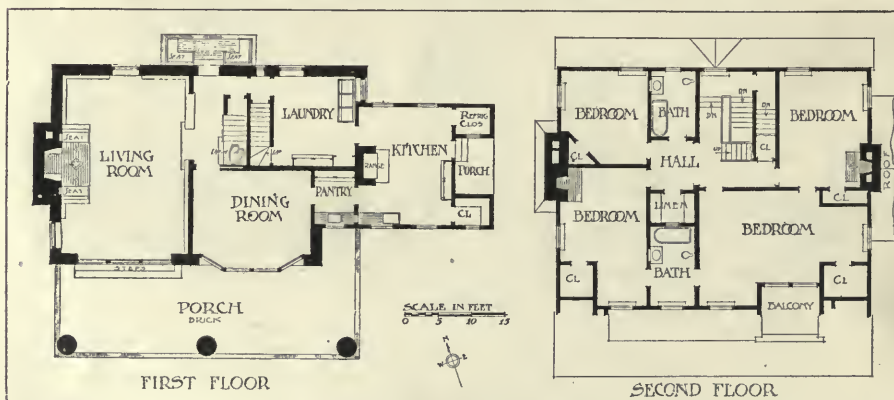 SEAT
SEAT
LAUNDRY
REFRIG
CLOS
SEAT
LIVING
ROOM
SEAT
UP
UP
RANGE
KITCHEN
PORCH
DINING
ROOM
PANTRY
CL
STEPS
PORCH
BRICK
SCALE IN FEET
0 5 10 15
N
W E
FIRST FLOOR
BEDROOM
BATH
DN
DN
DN
BEDROOM
UP
CL
CL
HALL
ROOF
LINEN
CL
BEDROOM
BEDROOM
BATH
CL
CL
BALCONY
SECOND FLOOR